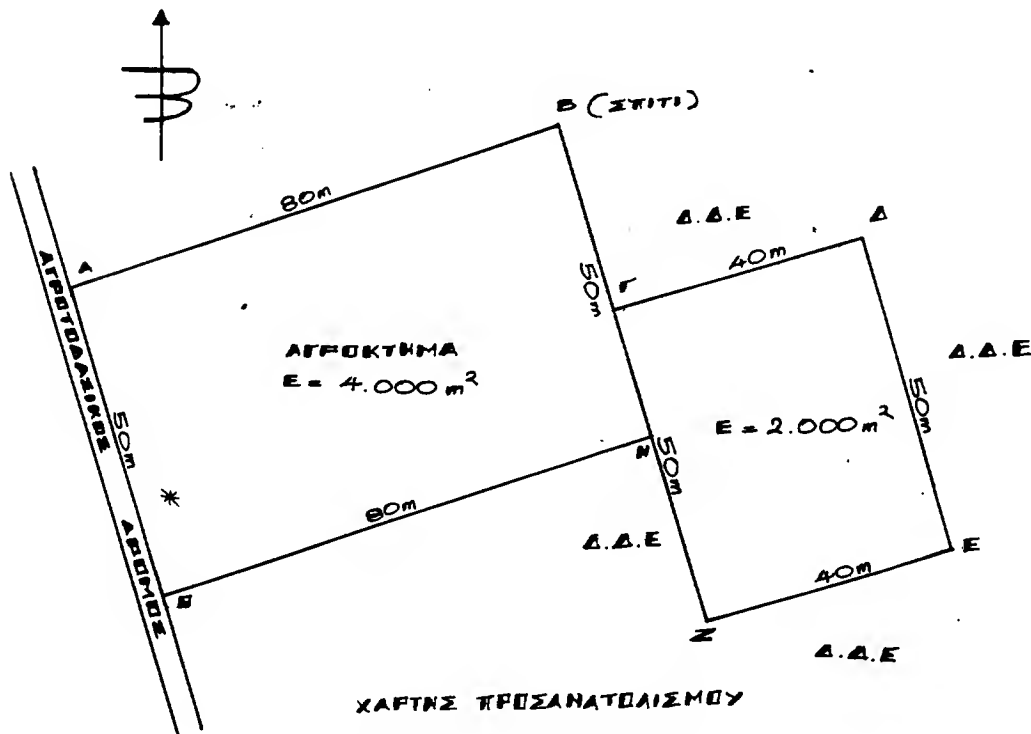 Β
Β (ΣΠΙΤΙ)
80m
Δ.Δ.Ε
Δ
Α
40m
50m
Γ
ΑΓΡΟΤΟΔΑΣΙΚΟΣ
ΑΓΡΟΚΤΗΜΑ
Ε = 4.000 m²
Δ.Δ.Ε
50m
50m
Ε = 2.000 m²
Η
50m
80m
ΔΡΟΜΟΣ
Δ.Δ.Ε
Ε
Θ
40m
Ζ
Δ.Δ.Ε
ΧΑΡΤΗΣ ΠΡΟΣΑΝΑΤΟΛΙΣΜΟΥ